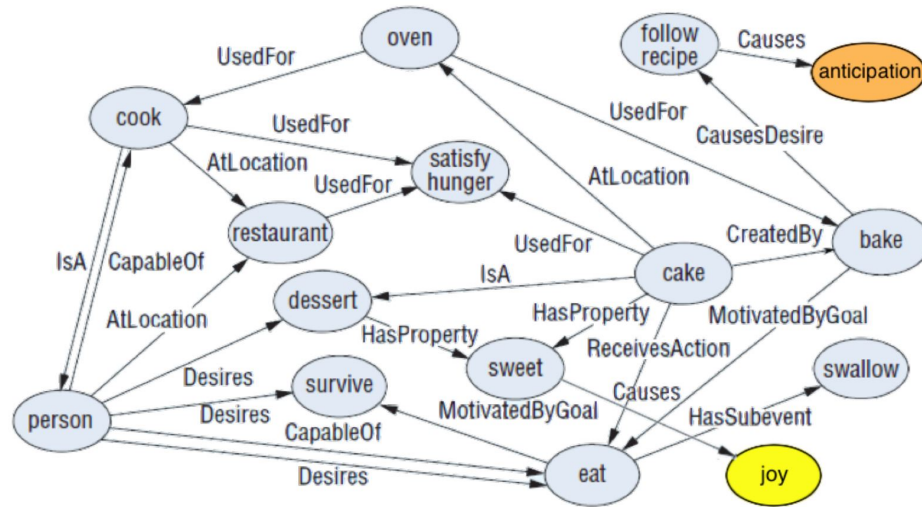 oven
follow
recipe
Causes
anticipation
UsedFor
cook
UsedFor
UsedFor
CausesDesire
AtLocation
satisfy
hunger
UsedFor
AtLocation
restaurant
CreatedBy
bake
UsedFor
IsA
CapableOf
IsA
cake
dessert
AtLocation
HasProperty
HasProperty
MotivatedByGoal
ReceivesAction
sweet
swallow
Desires
survive
Causes
person
Desires
MotivatedByGoal
HasSubevent
CapableOf
Desires
eat
joy